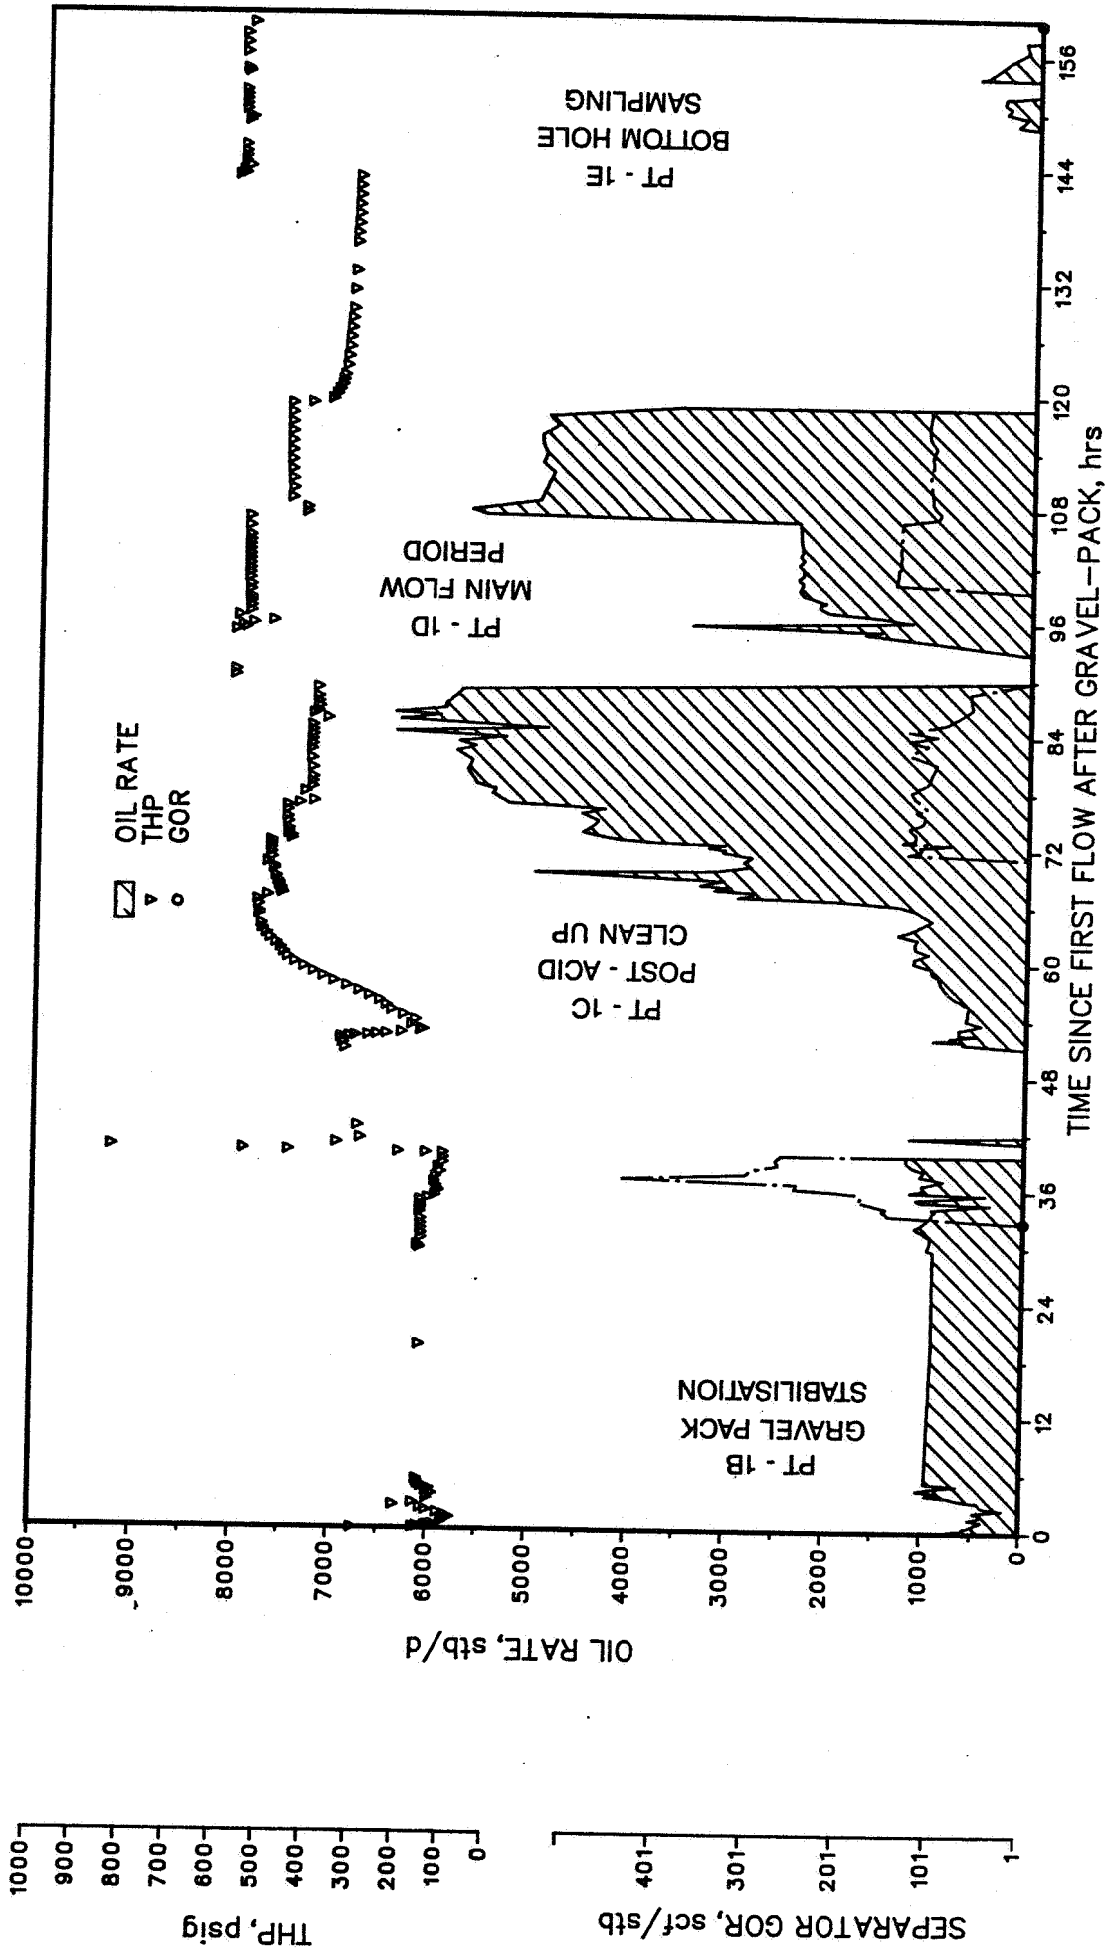 OIL RATE
THP
GOR
PT - 1B
GRAVEL PACK
STABILISATION
PT - 1C
POST - ACID
CLEAN UP
PT - 1D
MAIN FLOW
PERIOD
PT - 1E
BOTTOM HOLE
SAMPLING
THP, psig
1000
900
800
700
600
500
400
300
200
100
0
SEPARATOR GOR, scf/stb
401
301
201
101
1
OIL RATE, stb/d
10000
9000
8000
7000
6000
5000
4000
3000
2000
1000
0
0
12
24
36
48
60
72
84
96
108
120
132
144
156
TIME SINCE FIRST FLOW AFTER GRAVEL-PACK, hrs